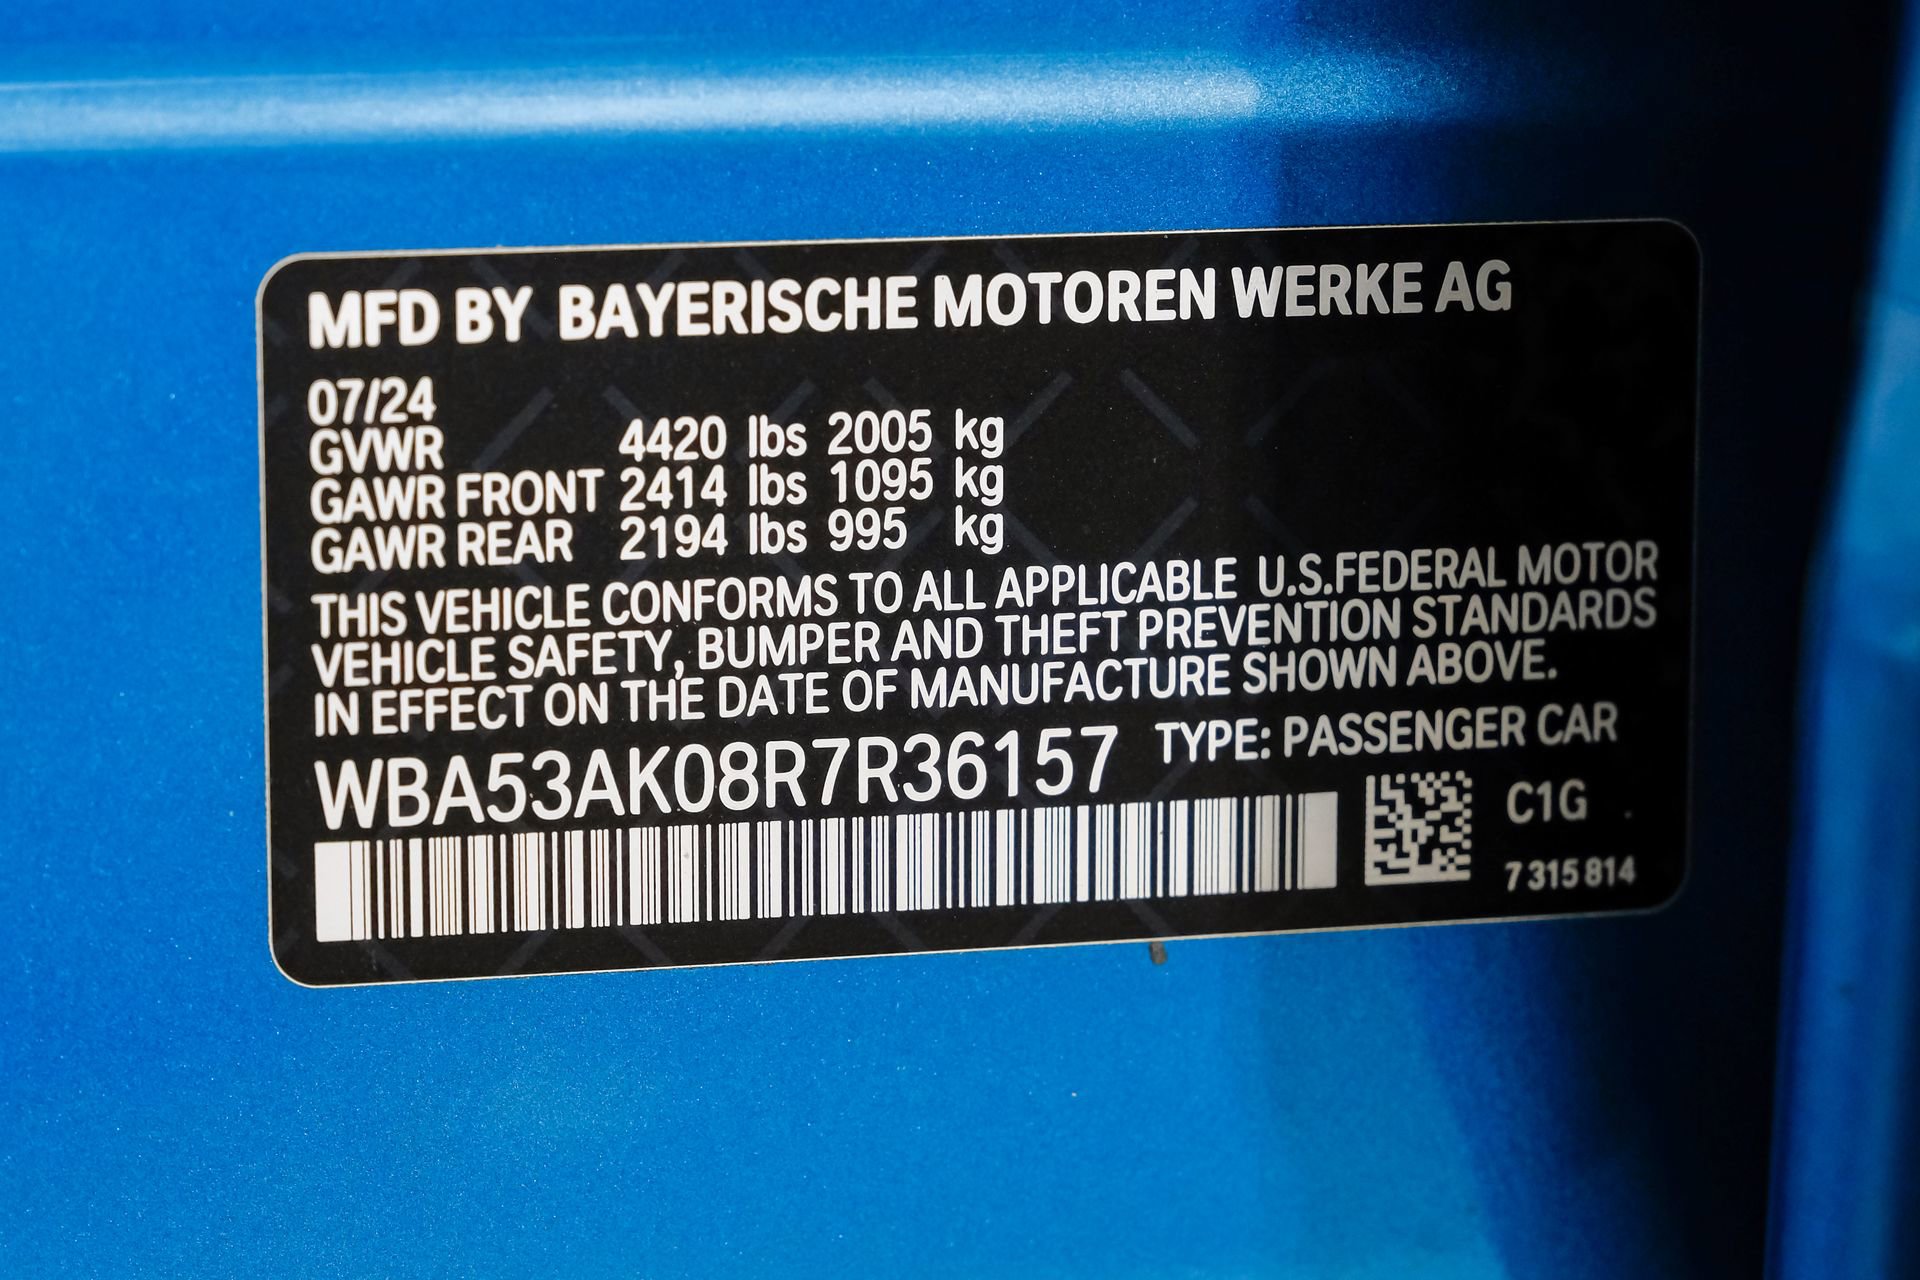 MFD BY BAYERISCHE MOTOREN WERKE AG
07/24
GVWR 4420 lbs 2005 kg
GAWR FRONT 2414 lbs 1095 kg
GAWR REAR 2194 lbs 995 kg
THIS VEHICLE CONFORMS TO ALL APPLICABLE U.S.FEDERAL MOTOR
VEHICLE SAFETY, BUMPER AND THEFT PREVENTION STANDARDS
IN EFFECT ON THE DATE OF MANUFACTURE SHOWN ABOVE.
WBA53AK08R7R36157 TYPE: PASSENGER CAR
C1G
7 315 814